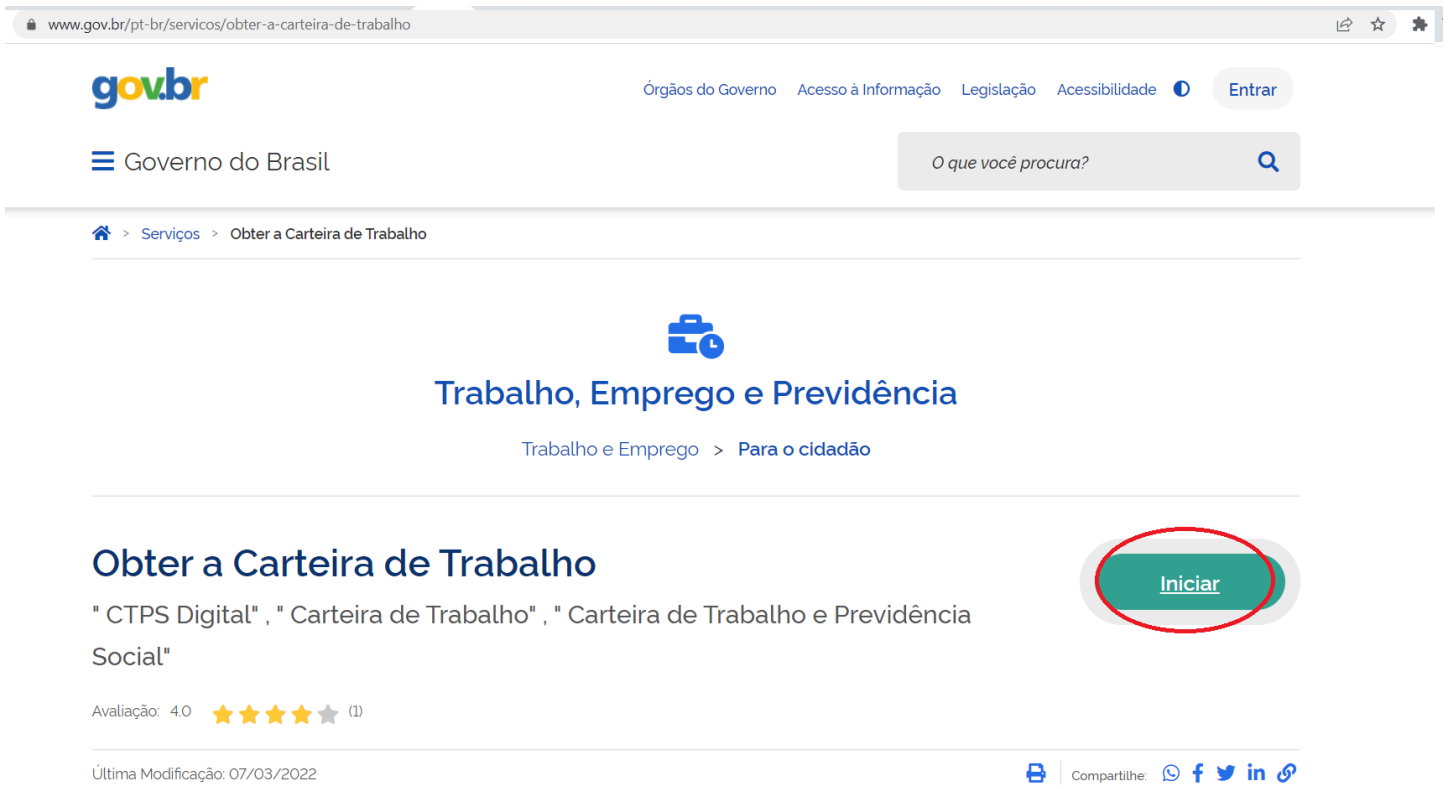 www.gov.br/pt-br/servicos/obter-a-carteira-de-trabalho
gov.br
Órgãos do Governo Acesso à Informação Legislação Acessibilidade Entrar
Governo do Brasil
O que você procura?
> Serviços > Obter a Carteira de Trabalho
Trabalho, Emprego e Previdência
Trabalho e Emprego > Para o cidadão
Obter a Carteira de Trabalho
Iniciar
" CTPS Digital" , " Carteira de Trabalho" , " Carteira de Trabalho e Previdência
Social"
Avaliação: 4.0 (1)
Última Modificação: 07/03/2022
Compartilhe: